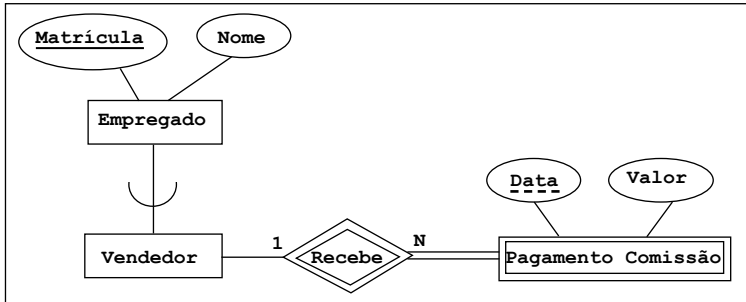 Matrícula
Nome
Empregado
Data
Valor
Vendedor
1
Recebe
N
Pagamento Comissão